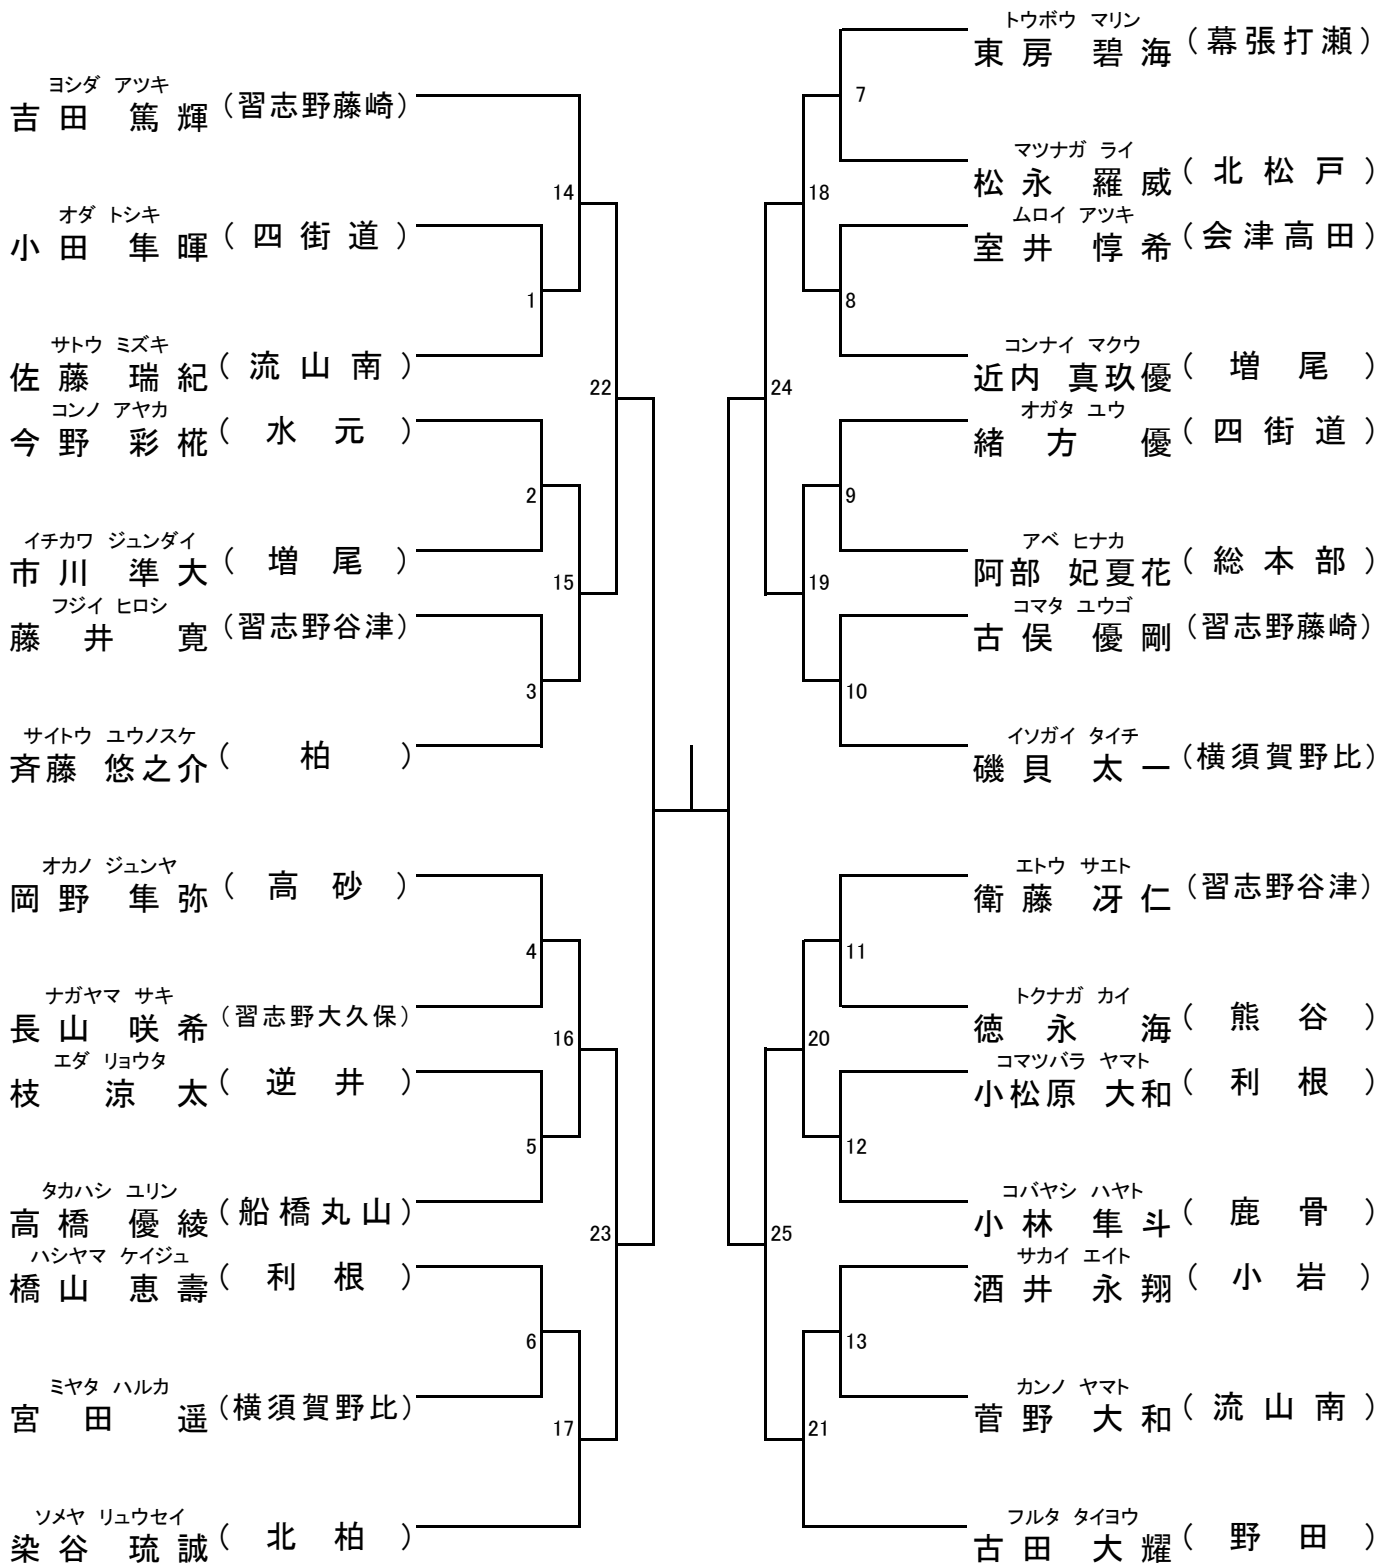 ヨシダ アツキ
吉田 篤輝 (習志野藤崎)
14
オダ トシキ
小田 隼暉 (四街道)
1
サトウ ミズキ
佐藤 瑞紀 (流山南)
22
コンノ アヤカ
今野 彩椛 (水元)
2
イチカワ ジュンダイ
市川 準大 (増尾)
15
フジイ ヒロシ
藤井 寛 (習志野谷津)
3
サイトウ ユウノスケ
斉藤 悠之介 (柏)
オカノ ジュンヤ
岡野 隼弥 (高砂)
4
ナガヤマ サキ
長山 咲希 (習志野大久保)
16
エダ リョウタ
枝 涼太 (逆井)
5
タカハシ ユリン
高橋 優綾 (船橋丸山)
23
ハシヤマ ケイジュ
橋山 恵壽 (利根)
6
ミヤタ ハルカ
宮田 遥 (横須賀野比)
17
ソメヤ リュウセイ
染谷 琉誠 (北柏)
トウボウ マリン
東房 碧海 (幕張打瀬)
7
マツナガ ライ
松永 羅威 (北松戸)
18
ムロイ アツキ
室井 惇希 (会津高田)
8
コンナイ マクウ
近内 真玖優 (増尾)
24
オガタ ユウ
緒方 優 (四街道)
9
アベ ヒナカ
阿部 妃夏花 (総本部)
19
コマタ ユウゴ
古俣 優剛 (習志野藤崎)
10
イソガイ タイチ
磯貝 太一 (横須賀野比)
エトウ サエト
衛藤 冴仁 (習志野谷津)
11
トクナガ カイ
徳永 海 (熊谷)
20
コマツバラ ヤマト
小松原 大和 (利根)
12
コバヤシ ハヤト
小林 隼斗 (鹿骨)
25
サカイ エイト
酒井 永翔 (小岩)
13
カンノ ヤマト
菅野 大和 (流山南)
21
フルタ タイヨウ
古田 大耀 (野田)